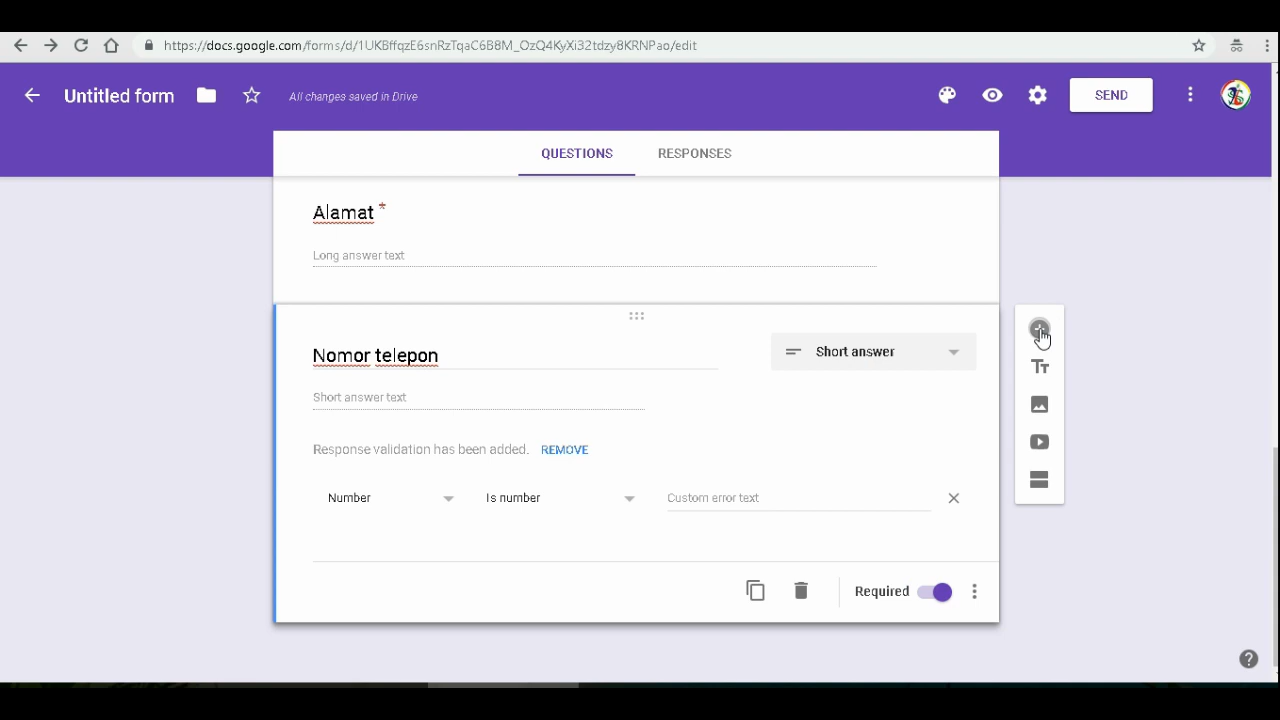 https://docs.google.com/forms/d/1UKBffqzE6snRzTqaC6B8M_OzQ4KyXi32tdzy8KRNPao/edit
Untitled form
All changes saved in Drive
SEND
QUESTIONS
RESPONSES
Alamat *
Long answer text
Nomor telepon
Short answer
Short answer text
Response validation has been added. REMOVE
Number
Is number
Custom error text
Required